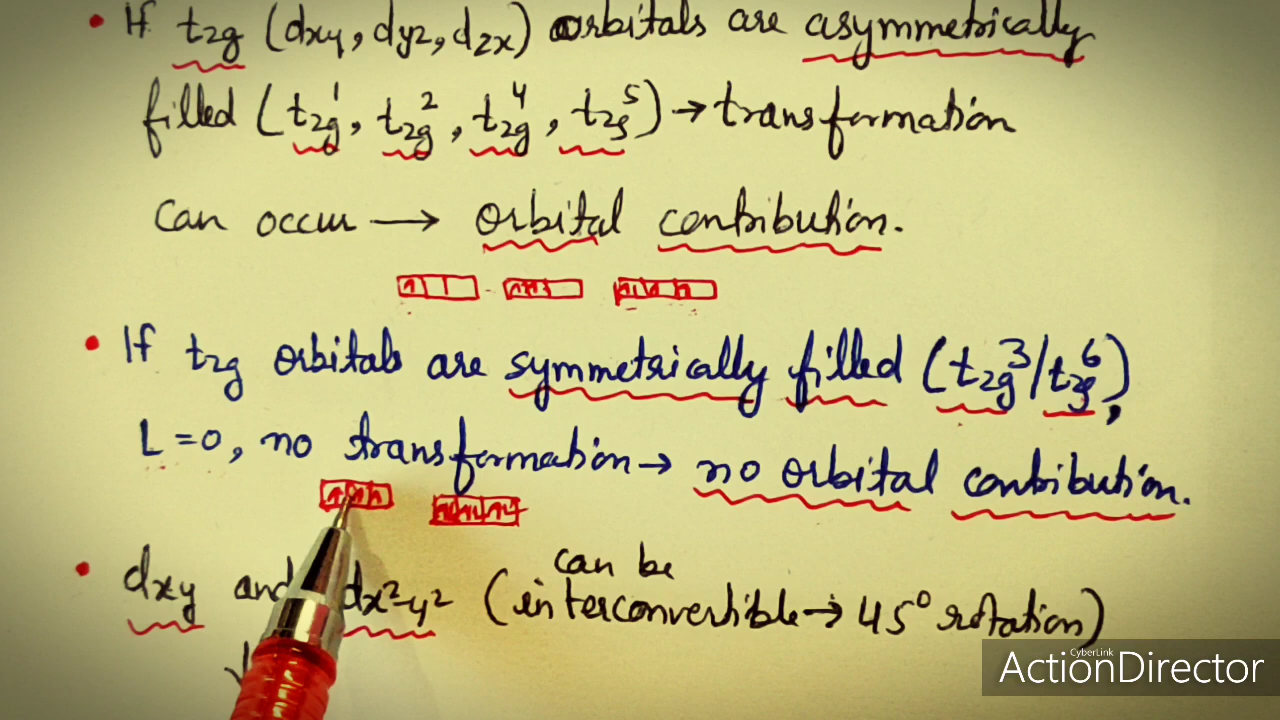 • If t2g (dxy, dyz, dzx) orbitals are asymmetrically
filled (t2g¹, t2g², t2g⁴, t2g⁵) → transformation
can occur → orbital contribution.
• If t2g orbitals are symmetrically filled (t2g³/t2g⁶),
L=0, no transformation → no orbital contribution.
can be
• dxy and dx²-y² (interconvertible → 45° rotation)
CyberLink
ActionDirector